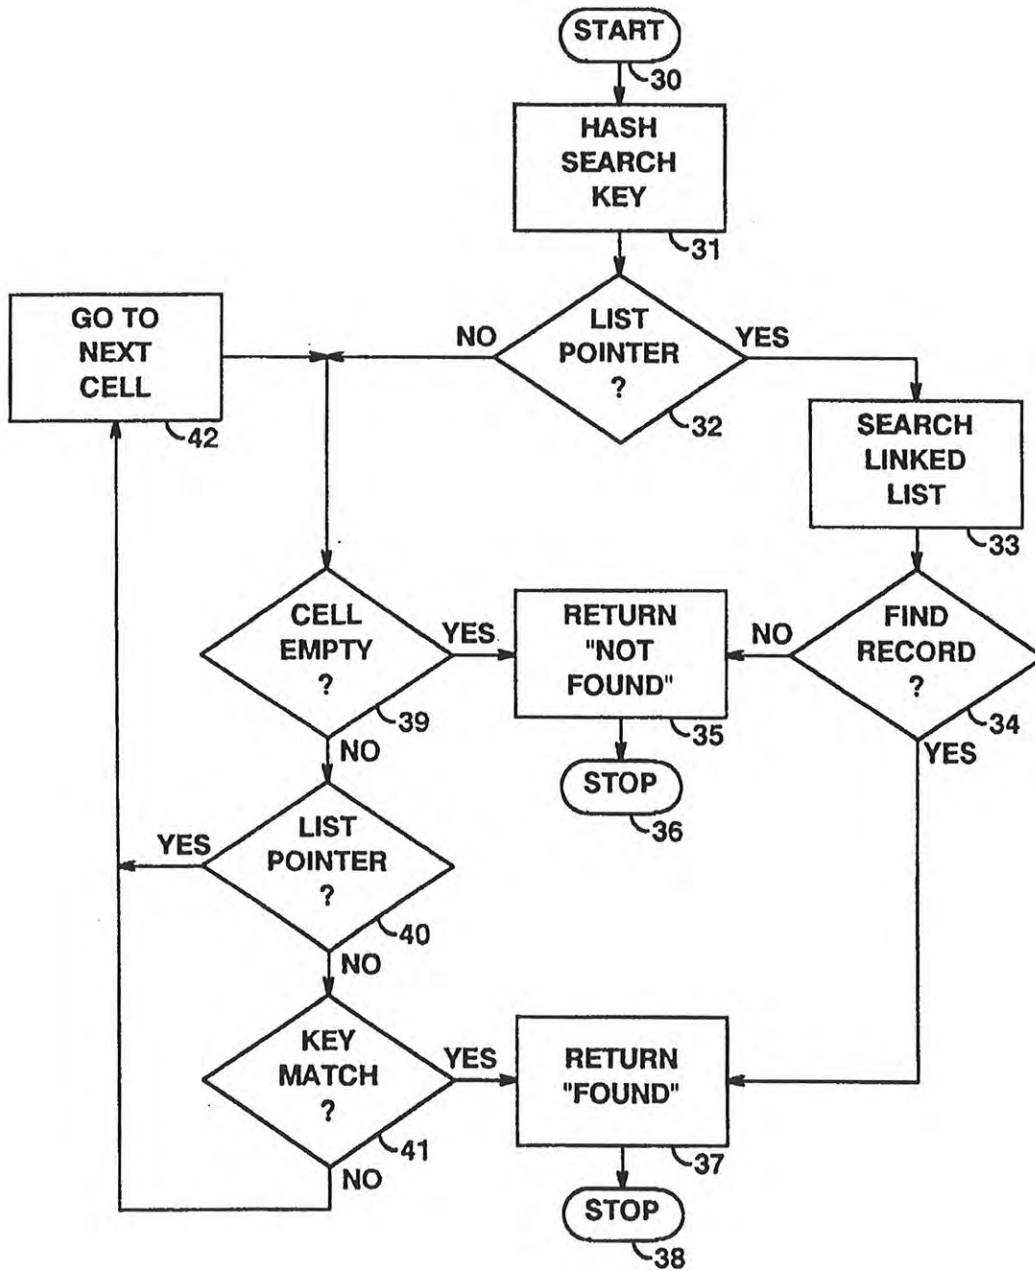 START
30
HASH
SEARCH
KEY
31
LIST
POINTER
?
32
NO
YES
GO TO
NEXT
CELL
42
SEARCH
LINKED
LIST
33
CELL
EMPTY
?
39
YES
NO
RETURN
"NOT
FOUND"
35
STOP
36
NO
FIND
RECORD
?
34
YES
LIST
POINTER
?
40
YES
NO
KEY
MATCH
?
41
YES
NO
RETURN
"FOUND"
37
STOP
38